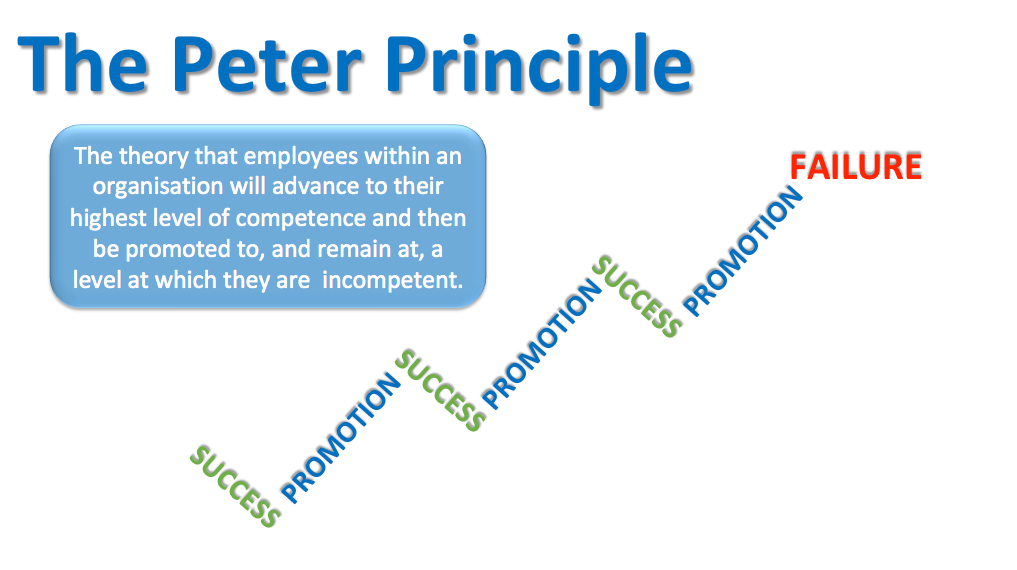 The Peter Principle
The theory that employees within an
organisation will advance to their
highest level of competence and then
be promoted to, and remain at, a
level at which they are  incompetent.
SUCCESS
PROMOTION
SUCCESS
PROMOTION
SUCCESS
PROMOTION
FAILURE